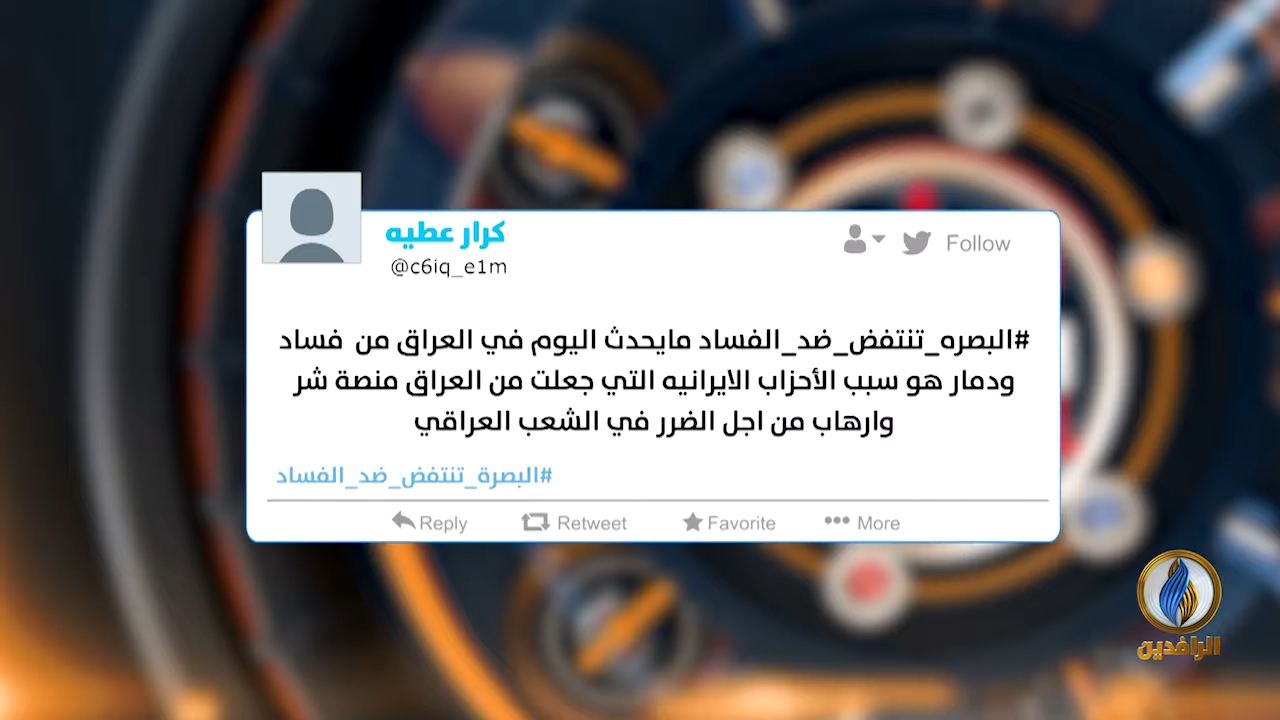 كرار عطيه
@c6iq_e1m
Follow
#البصره_تنتفض_ضد_الفساد مايحدث اليوم في العراق من فساد
ودمار هو سبب الأحزاب الايرانيه التي جعلت من العراق منصة شر
وارهاب من اجل الضرر في الشعب العراقي
#البصرة_تنتفض_ضد_الفساد
Reply Retweet Favorite More
الرافدين